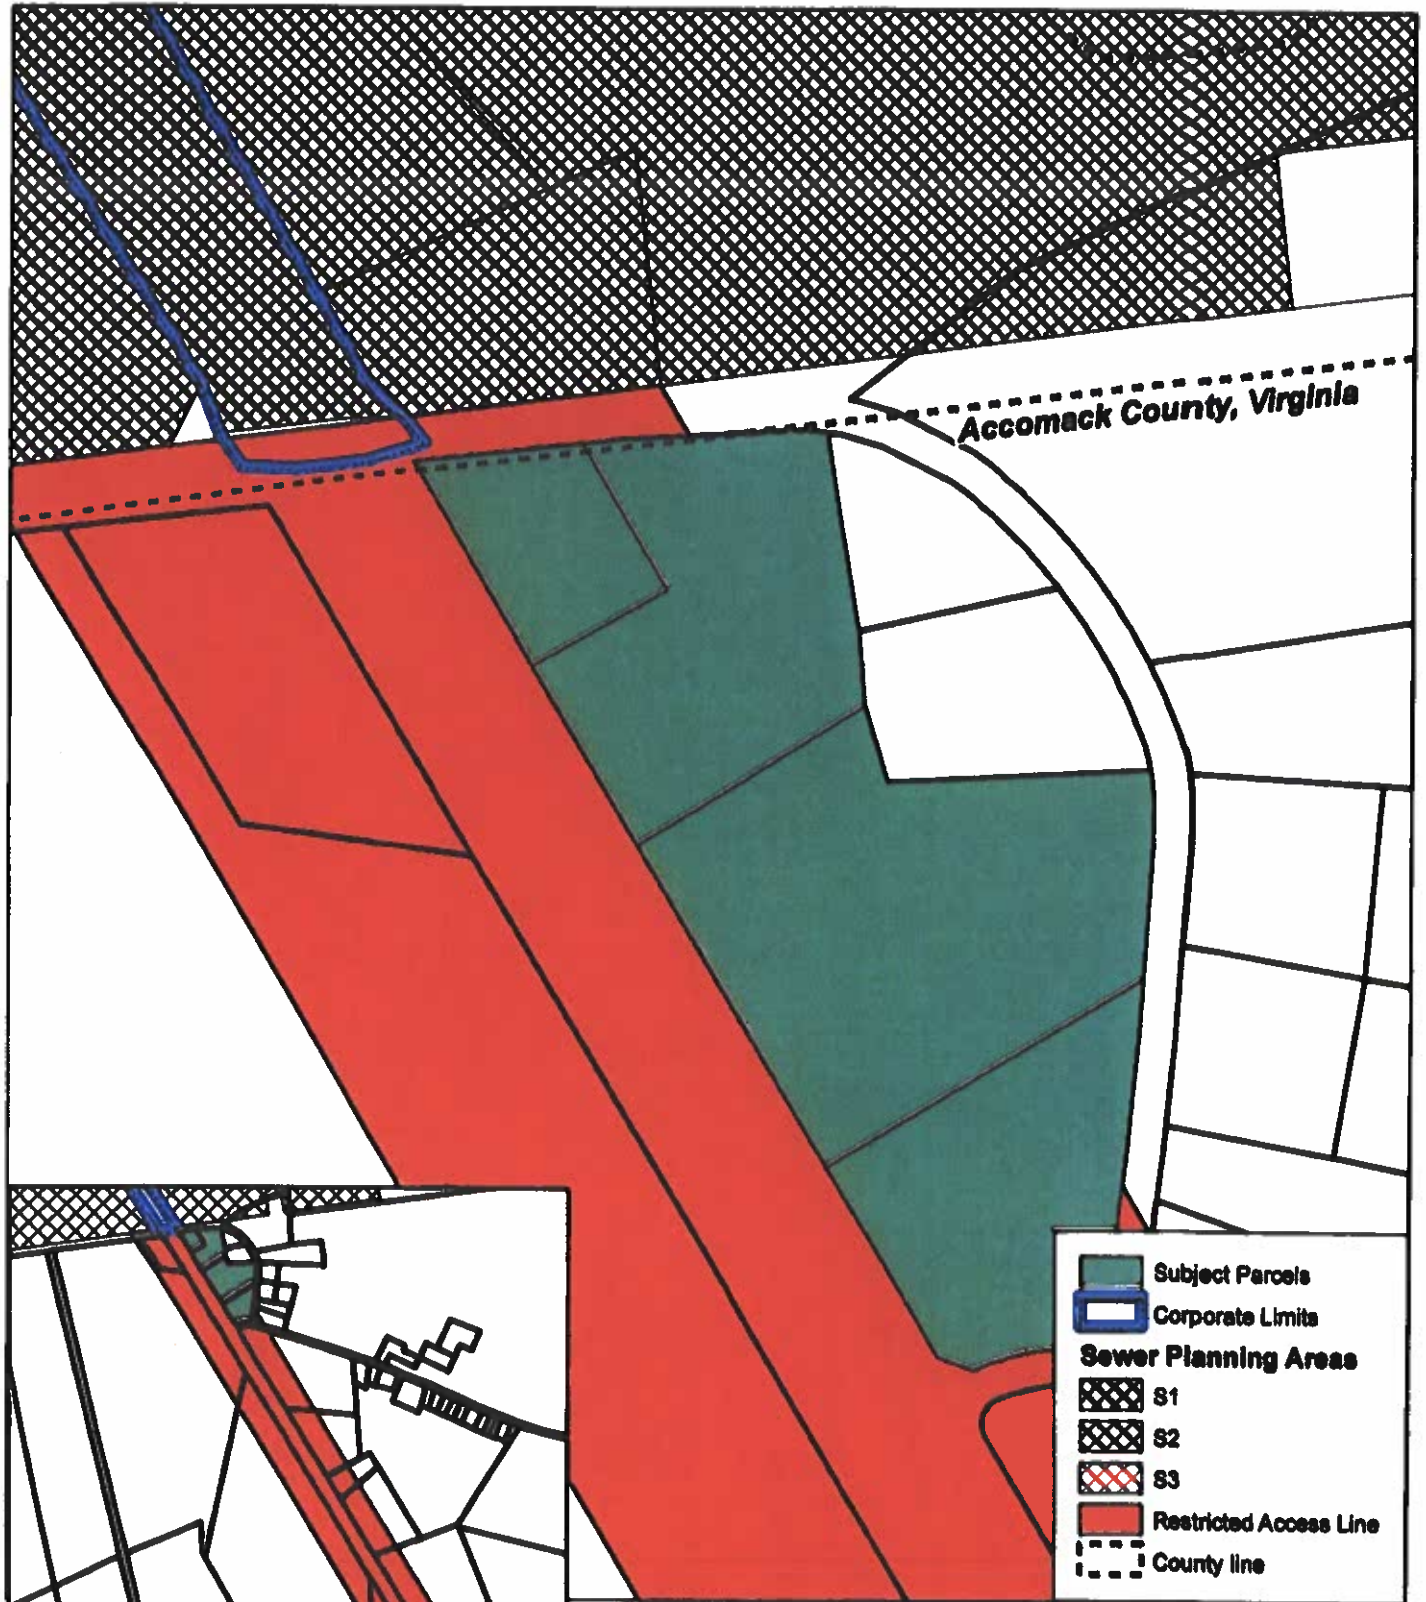 Accomack County, Virginia
Subject Parcels
Corporate Limits
Sewer Planning Areas
S1
S2
S3
Restricted Access Line
County line